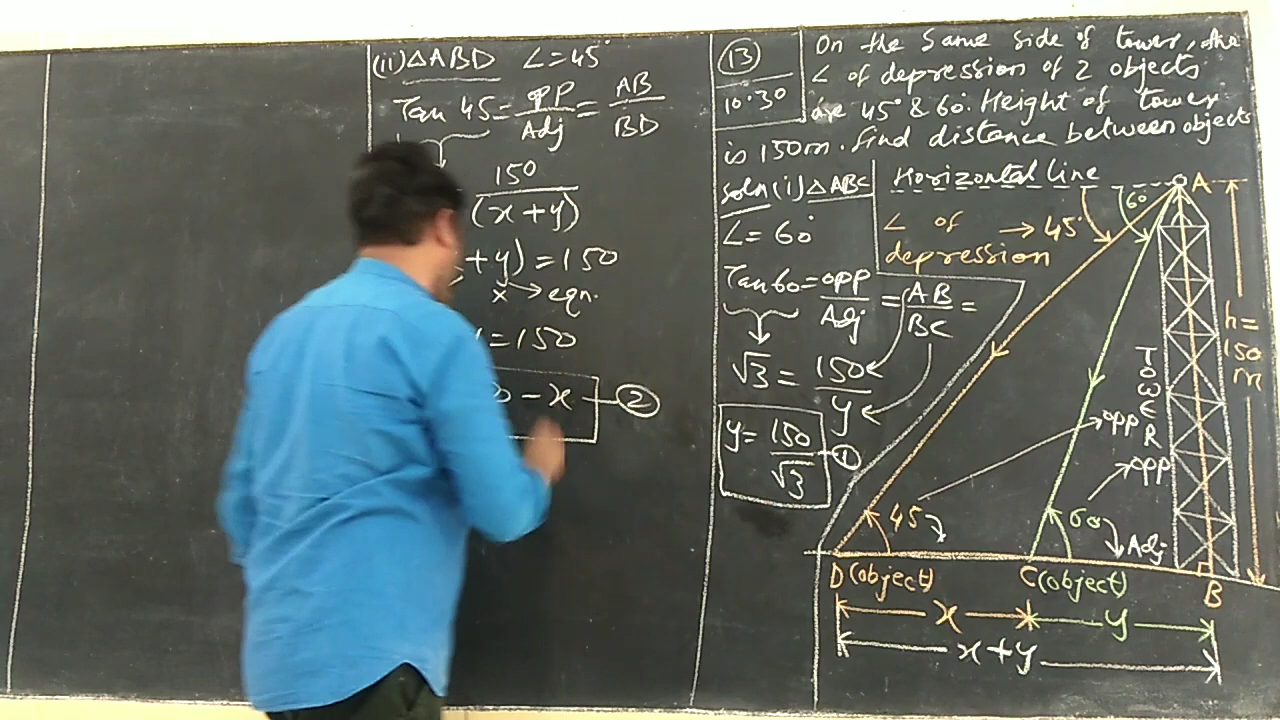 (13)
10.30
On the same side of tower, the
∠ of depression of 2 objects
are 45° & 60°. Height of tower
is 150m. find distance between objects
soln (i) △ABC
∠ = 60°
Tan 60 = opp/Adj = AB/BC =
√3 = 150/y
y = 150/√3 — (1)
Horizontal line
∠ of depression → 45°
60
A
h = 150 m
TOWER
opp
opp
45
60
Adj
D (object)
C (object)
B
x
y
x + y
(ii) △ABD ∠ = 45°
Tan 45 = opp/Adj = AB/BD
150/(x + y)
+ y) = 150
x → eqn.
= 150
- x — (2)